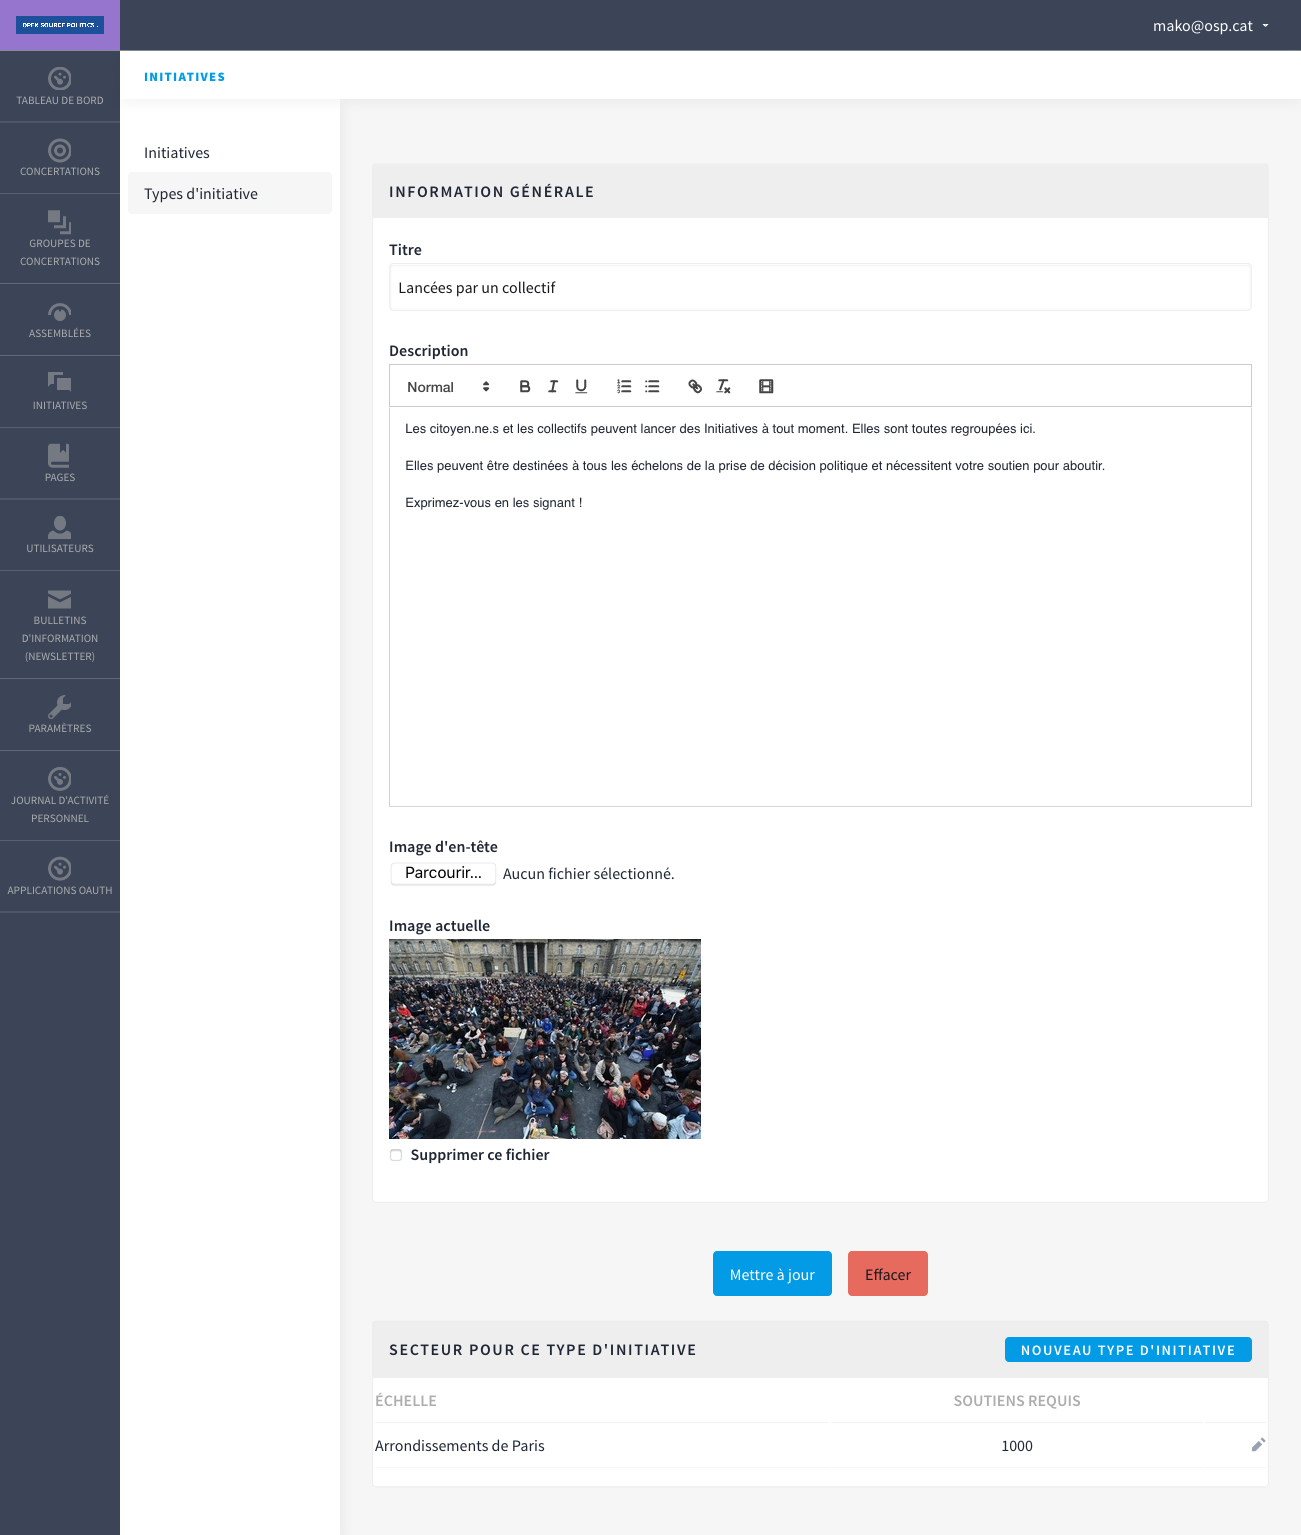 OPEN SOURCE POLITICS
mako@osp.cat
TABLEAU DE BORD
CONCERTATIONS
GROUPES DE
CONCERTATIONS
ASSEMBLÉES
INITIATIVES
PAGES
UTILISATEURS
BULLETINS
D'INFORMATION
(NEWSLETTER)
PARAMÈTRES
JOURNAL D'ACTIVITÉ
PERSONNEL
APPLICATIONS OAUTH
INITIATIVES
Initiatives
Types d'initiative
INFORMATION GÉNÉRALE
Titre
Lancées par un collectif
Description
Normal
Les citoyen.ne.s et les collectifs peuvent lancer des Initiatives à tout moment. Elles sont toutes regroupées ici.
Elles peuvent être destinées à tous les échelons de la prise de décision politique et nécessitent votre soutien pour aboutir.
Exprimez-vous en les signant !
Image d'en-tête
Parcourir... Aucun fichier sélectionné.
Image actuelle
Supprimer ce fichier
Mettre à jour Effacer
SECTEUR POUR CE TYPE D'INITIATIVE NOUVEAU TYPE D'INITIATIVE
ÉCHELLE SOUTIENS REQUIS
Arrondissements de Paris 1000